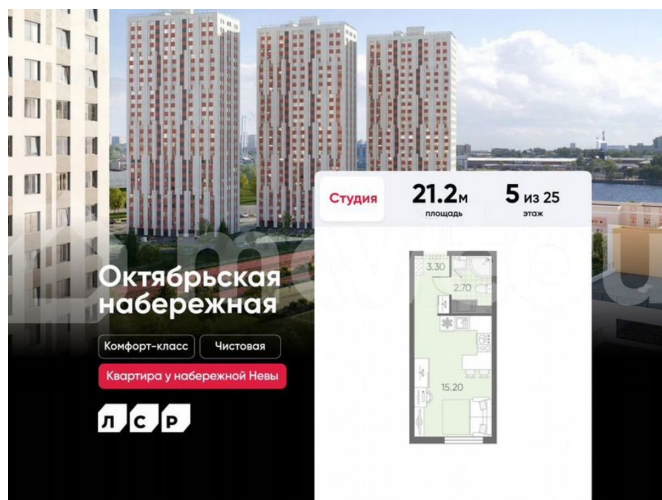 Студия
21.2м
площадь
5 из 25
этаж
3.30
2.70
15.20
Октябрьская
набережная
Комфорт-класс
Чистовая
Квартира у набережной Невы
ЛСР